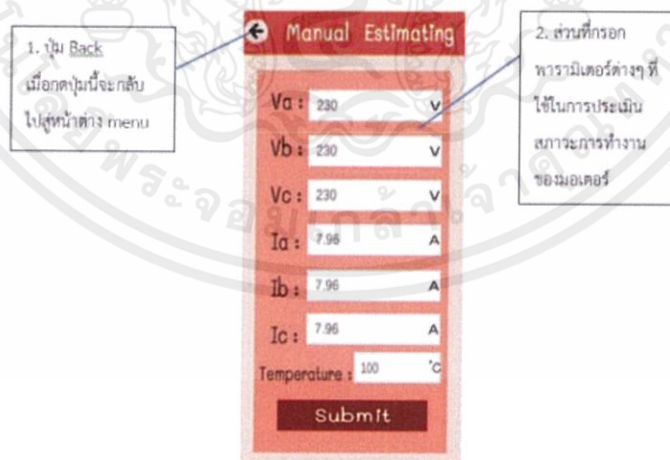 1. ปุ่ม Back
เมื่อกดปุ่มนี้จะกลับ
ไปสู่หน้าต่าง menu
Manual Estimating
2. ส่วนที่กรอก
พารามิเตอร์ต่างๆ ที่
ใช้ในการประเมิน
สภาวะการทำงาน
ของมอเตอร์
Va : 230 V
Vb : 230 V
Vc : 230 V
Ia : 7.96 A
Ib : 7.96 A
Ic : 7.96 A
Temperature : 100 °C
Submit